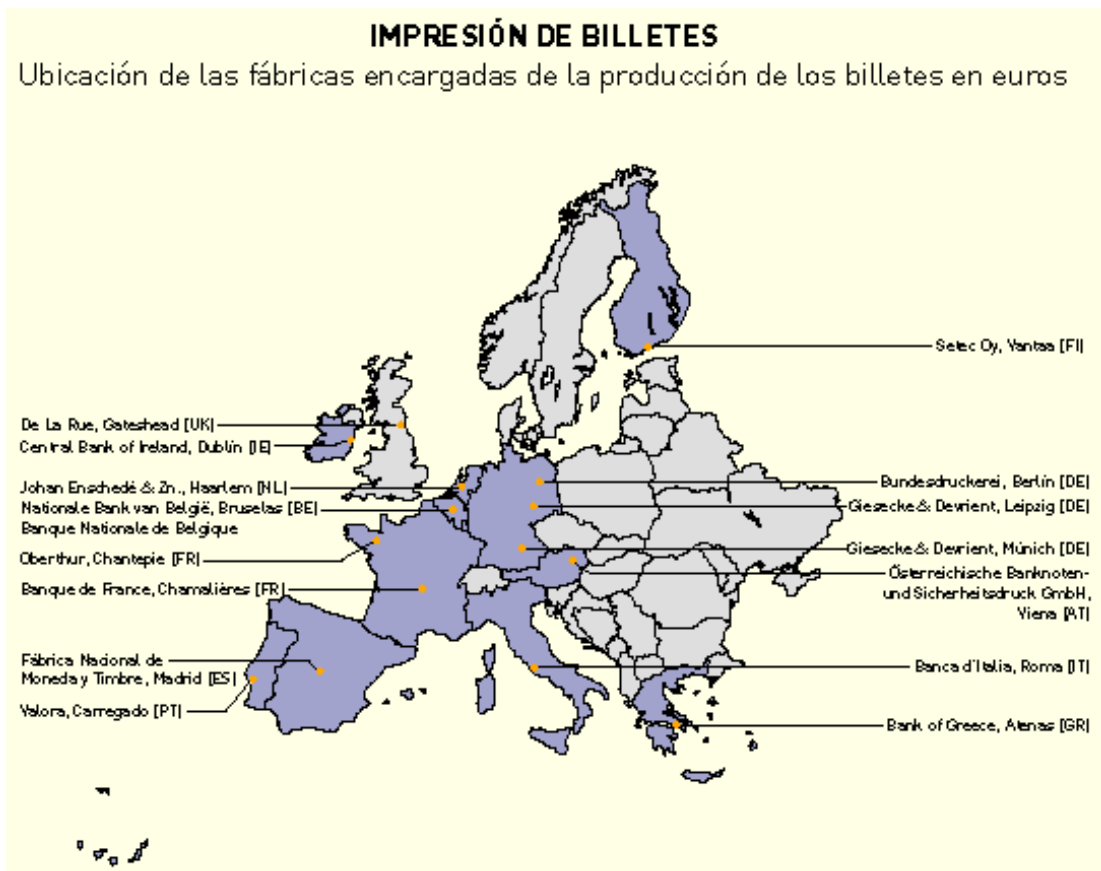 IMPRESIÓN DE BILLETES
Ubicación de las fábricas encargadas de la producción de los billetes en euros
Setec Oy, Vantaa [FI]
De La Rue, Gateshead [UK]
Central Bank of Ireland, Dublín [IE]
Johan Enschedé & Zn., Haarlem [NL]
Nationale Bank van België, Bruselas [BE]
Banque Nationale de Belgique
Oberthur, Chantepie [FR]
Banque de France, Chamalières [FR]
Fábrica Nacional de
Moneda y Timbre, Madrid [ES]
Valora, Carregado [PT]
Bundesdruckerei, Berlín [DE]
Giesecke & Devrient, Leipzig [DE]
Giesecke & Devrient, Múnich [DE]
Österreichische Banknoten-
und Sicherheitsdruck GmbH,
Viena [AT]
Banca d'Italia, Roma [IT]
Bank of Greece, Atenas [GR]